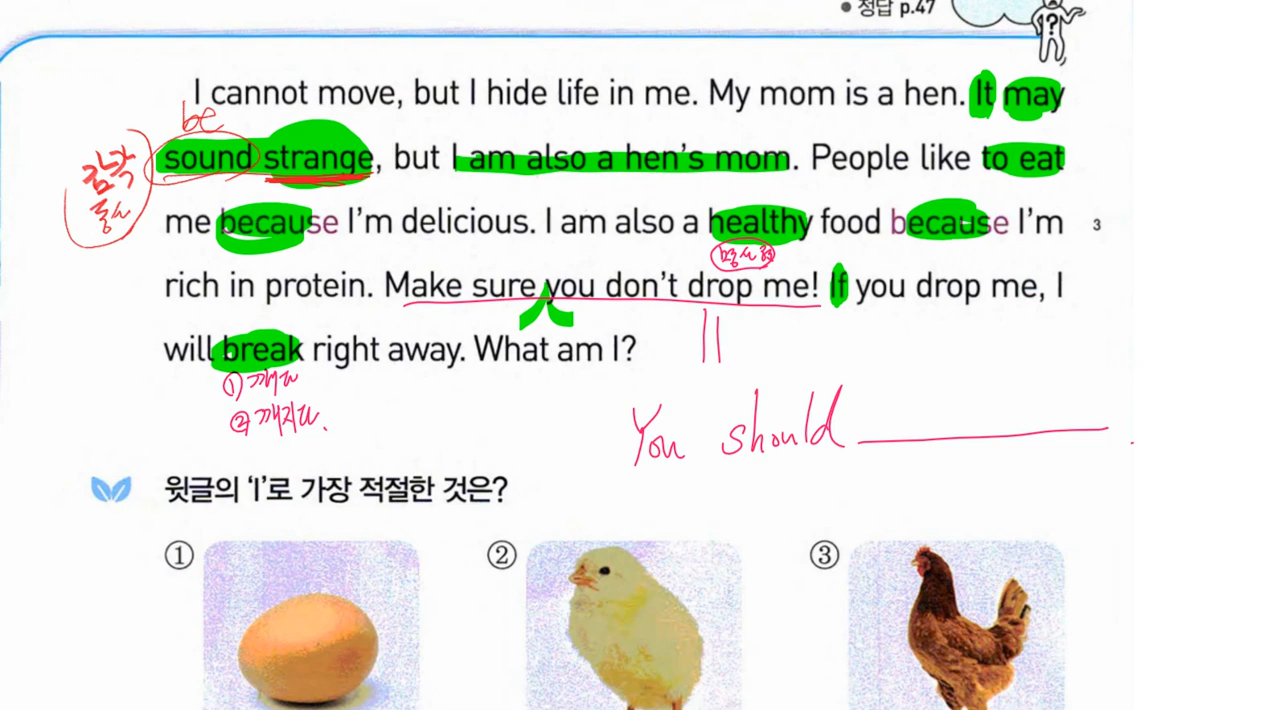 ● 정답 p.47
?
I cannot move, but I hide life in me. My mom is a hen. It may
be
sound strange, but I am also a hen's mom. People like to eat
감각
동사
me because I'm delicious. I am also a healthy food because I'm 3
rich in protein. Make sure you don't drop me! If you drop me, I
will break right away. What am I?
① 깨다
② 깨지다.
You should ________ .
윗글의 'I'로 가장 적절한 것은?
① ② ③